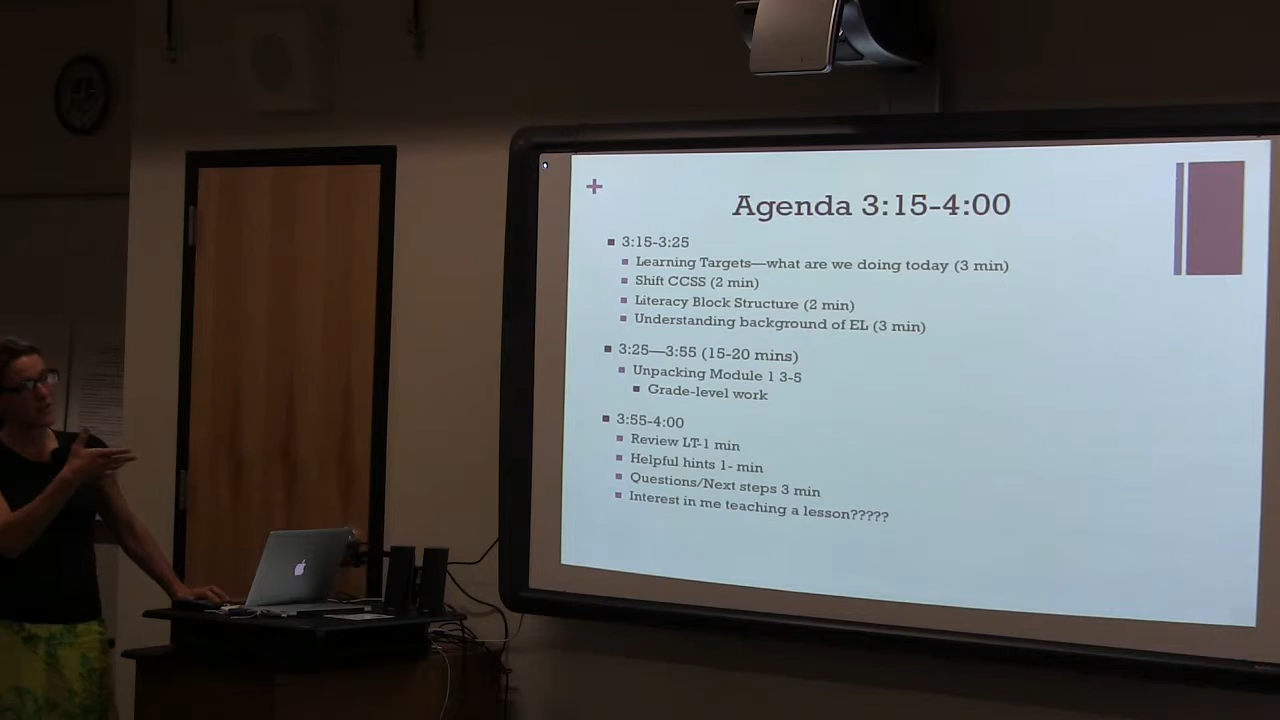 +
Agenda 3:15-4:00
3:15-3:25
Learning Targets—what are we doing today (3 min)
Shift CCSS (2 min)
Literacy Block Structure (2 min)
Understanding background of EL (3 min)
3:25—3:55 (15-20 mins)
Unpacking Module 1 3-5
Grade-level work
3:55-4:00
Review LT-1 min
Helpful hints 1- min
Questions/Next steps 3 min
Interest in me teaching a lesson?????